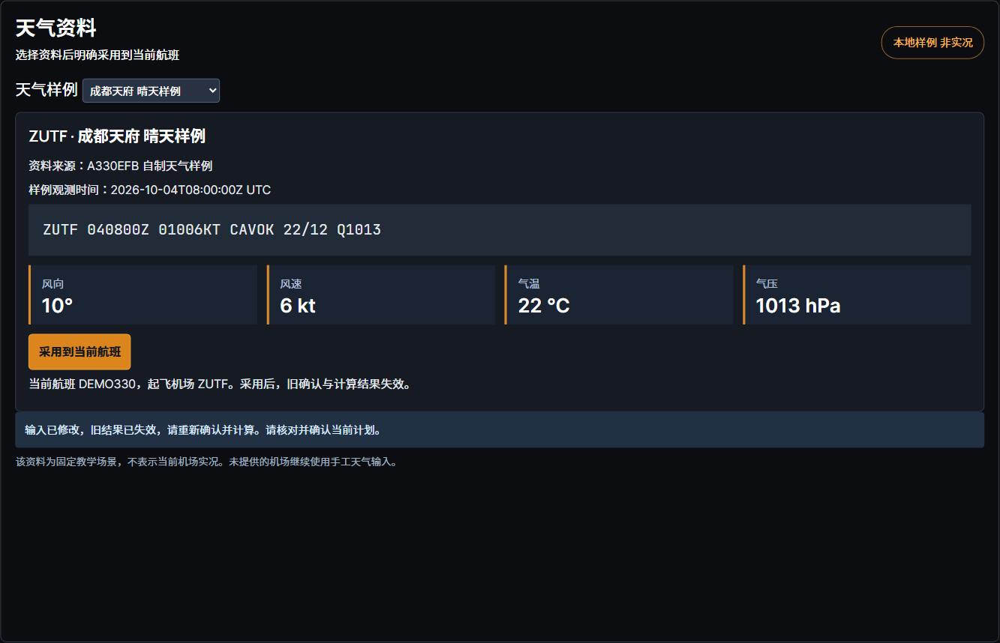 天气资料
选择资料后明确采用到当前航班
本地样例 非实况
天气样例 成都天府 晴天样例
ZUTF · 成都天府 晴天样例
资料来源：A330EFB 自制天气样例
样例观测时间：2026-10-04T08:00:00Z UTC
ZUTF 040800Z 01006KT CAVOK 22/12 Q1013
风向
10°
风速
6 kt
气温
22 °C
气压
1013 hPa
采用到当前航班
当前航班 DEMO330，起飞机场 ZUTF。采用后，旧确认与计算结果失效。
输入已修改，旧结果已失效，请重新确认并计算。请核对并确认当前计划。
该资料为固定教学场景，不表示当前机场实况。未提供的机场继续使用手工天气输入。